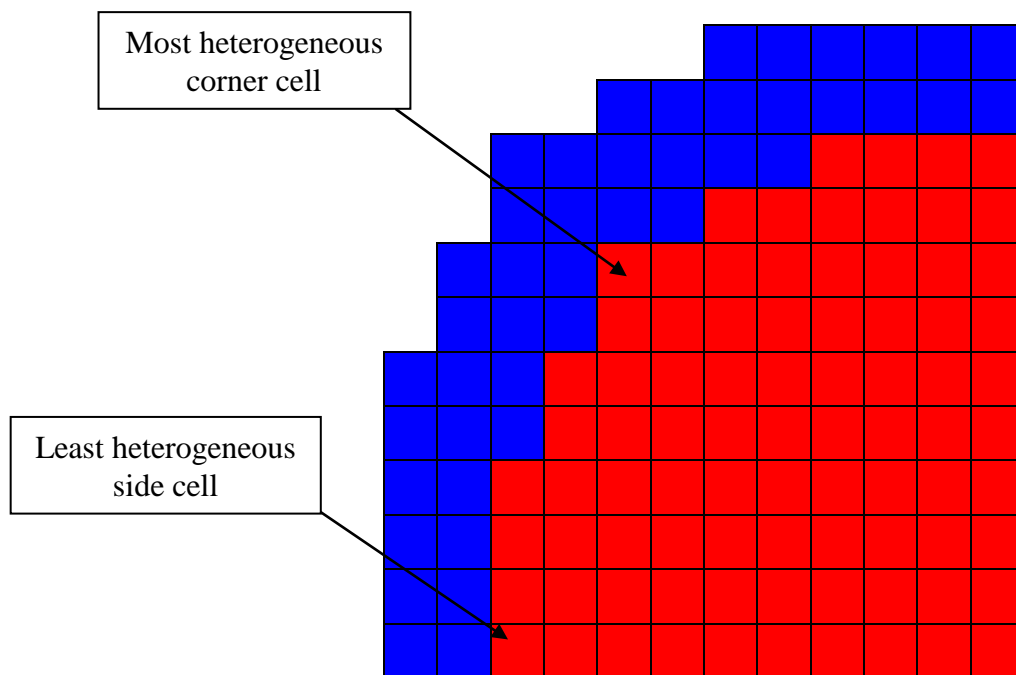 Most heterogeneous
corner cell
Least heterogeneous
side cell